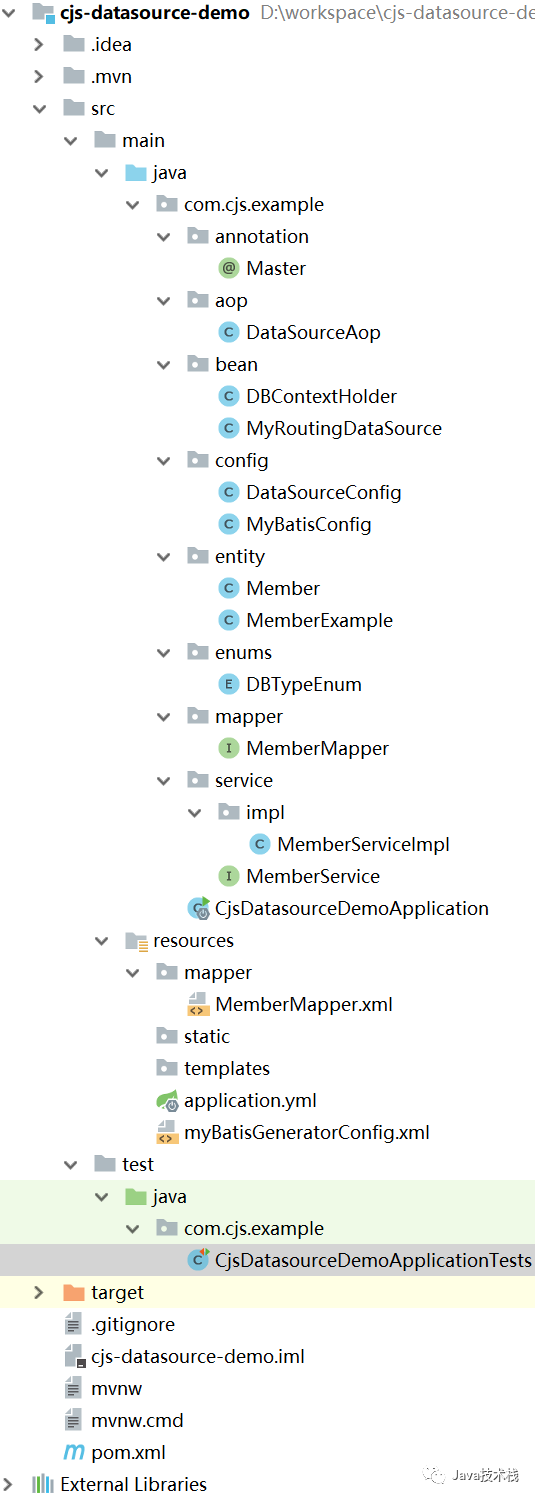 cjs-datasource-demo D:\workspace\cjs-datasource-de
.idea
.mvn
src
main
java
com.cjs.example
annotation
@ Master
aop
C DataSourceAop
bean
C DBContextHolder
C MyRoutingDataSource
config
C DataSourceConfig
C MyBatisConfig
entity
C Member
C MemberExample
enums
E DBTypeEnum
mapper
I MemberMapper
service
impl
C MemberServiceImpl
I MemberService
C CjsDatasourceDemoApplication
resources
mapper
<> MemberMapper.xml
static
templates
application.yml
<> myBatisGeneratorConfig.xml
test
java
com.cjs.example
C CjsDatasourceDemoApplicationTests
target
.gitignore
cjs-datasource-demo.iml
mvnw
mvnw.cmd
m pom.xml
External Libraries
Java技术栈